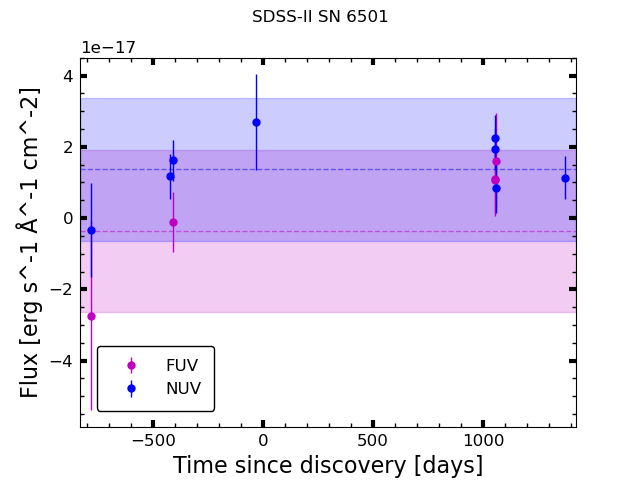 SDSS-II SN 6501
1e−17
4
2
0
−2
−4
Flux [erg s^-1 Å^-1 cm^-2]
FUV
NUV
−500 0 500 1000
Time since discovery [days]